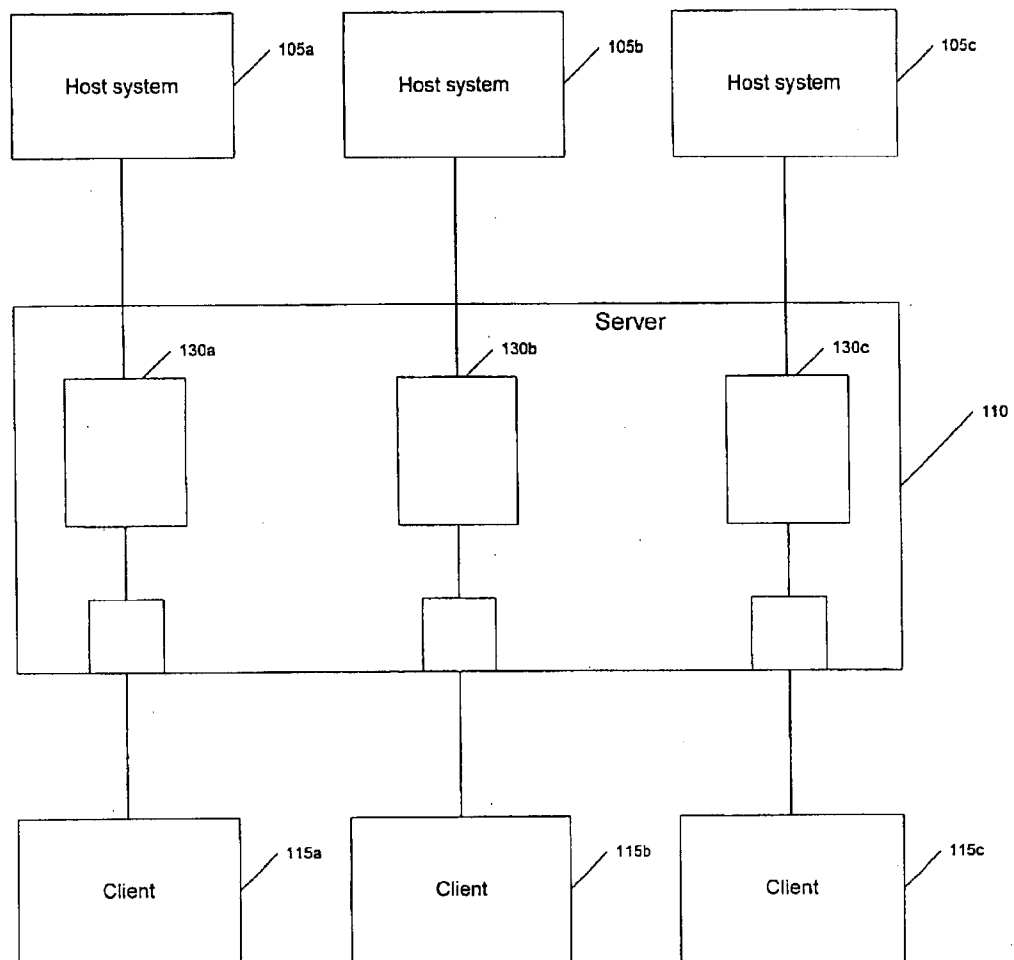 105a
105b
105c
Host system
Host system
Host system
Server
130a
130b
130c
110
115a
115b
115c
Client
Client
Client